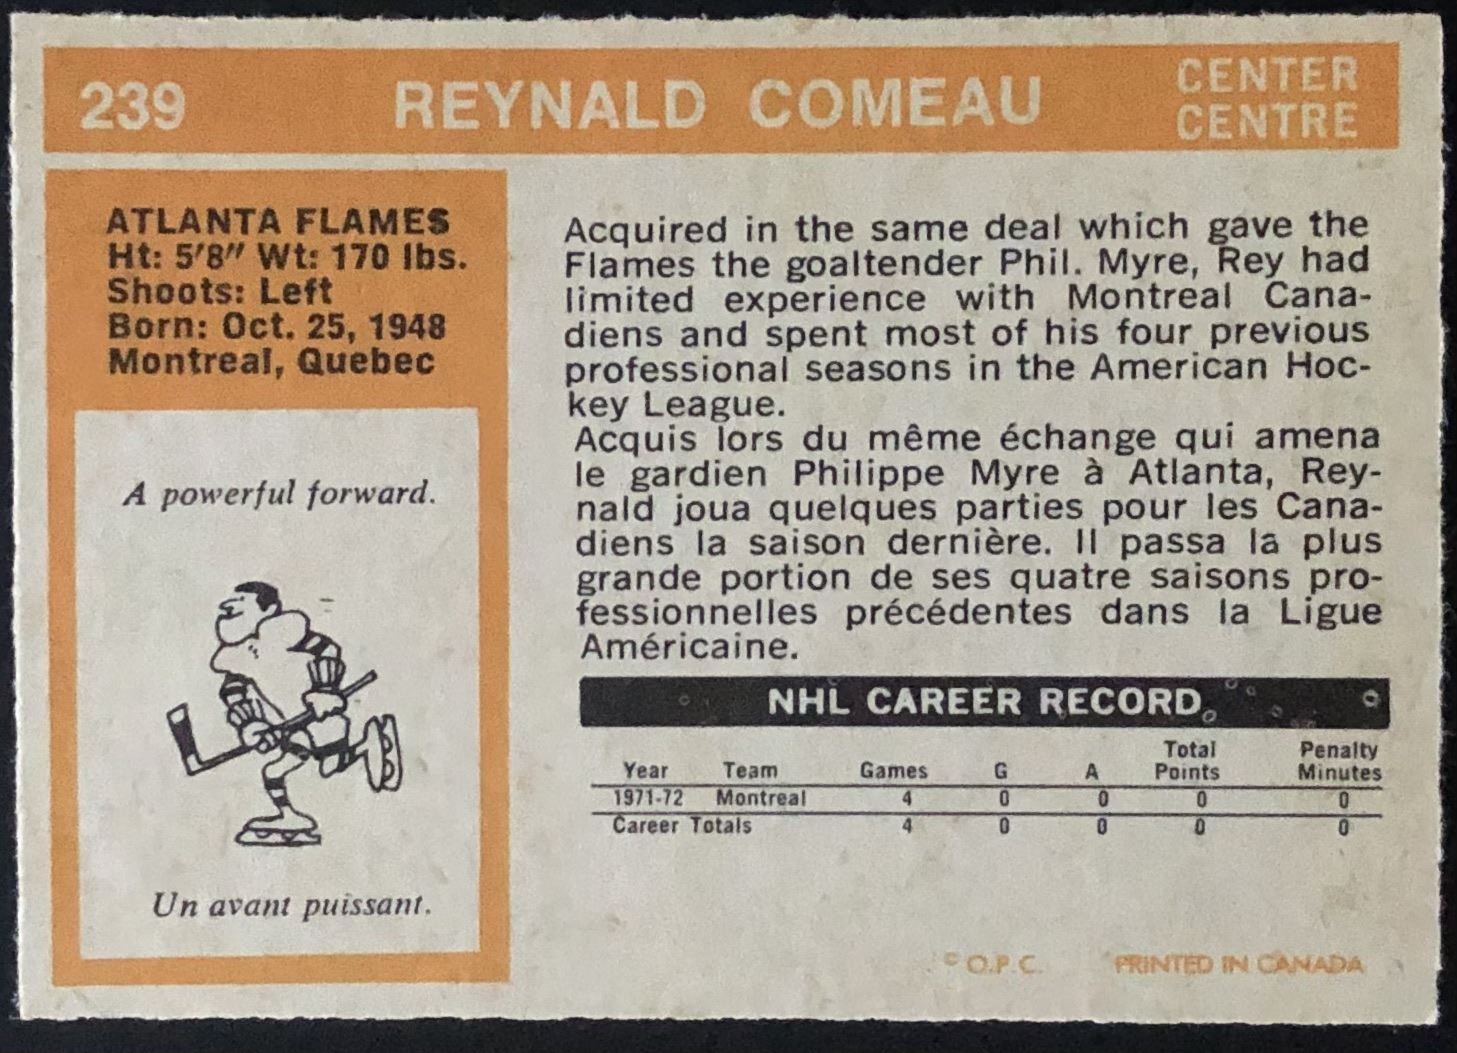 239 REYNALD COMEAU CENTER
CENTRE
ATLANTA FLAMES
Ht: 5'8" Wt: 170 lbs.
Shoots: Left
Born: Oct. 25, 1948
Montreal, Quebec
A powerful forward.
Un avant puissant.
Acquired in the same deal which gave the
Flames the goaltender Phil. Myre, Rey had
limited experience with Montreal Cana-
diens and spent most of his four previous
professional seasons in the American Hoc-
key League.
Acquis lors du même échange qui amena
le gardien Philippe Myre à Atlanta, Rey-
nald joua quelques parties pour les Cana-
diens la saison dernière. Il passa la plus
grande portion de ses quatre saisons pro-
fessionnelles précédentes dans la Ligue
Américaine.
NHL CAREER RECORD
Total Penalty
Year Team Games G A Points Minutes
1971-72 Montreal 4 0 0 0 0
Career Totals 4 0 0 0 0
© O.P.C. PRINTED IN CANADA